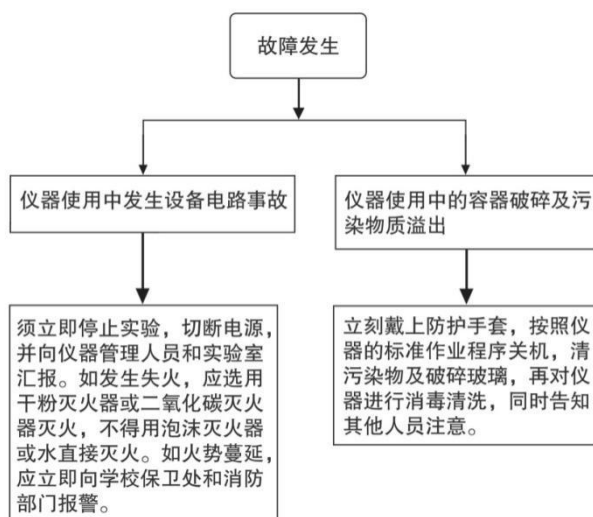 故障发生
仪器使用中发生设备电路事故
仪器使用中的容器破碎及污
染物质溢出
须立即停止实验，切断电源，
并向仪器管理人员和实验室
汇报。如发生失火，应选用
干粉灭火器或二氧化碳灭火
器灭火，不得用泡沫灭火器
或水直接灭火。如火势蔓延，
应立即向学校保卫处和消防
部门报警。
立刻戴上防护手套，按照仪
器的标准作业程序关机，清
污染物及破碎玻璃，再对仪
器进行消毒清洗，同时告知
其他人员注意。